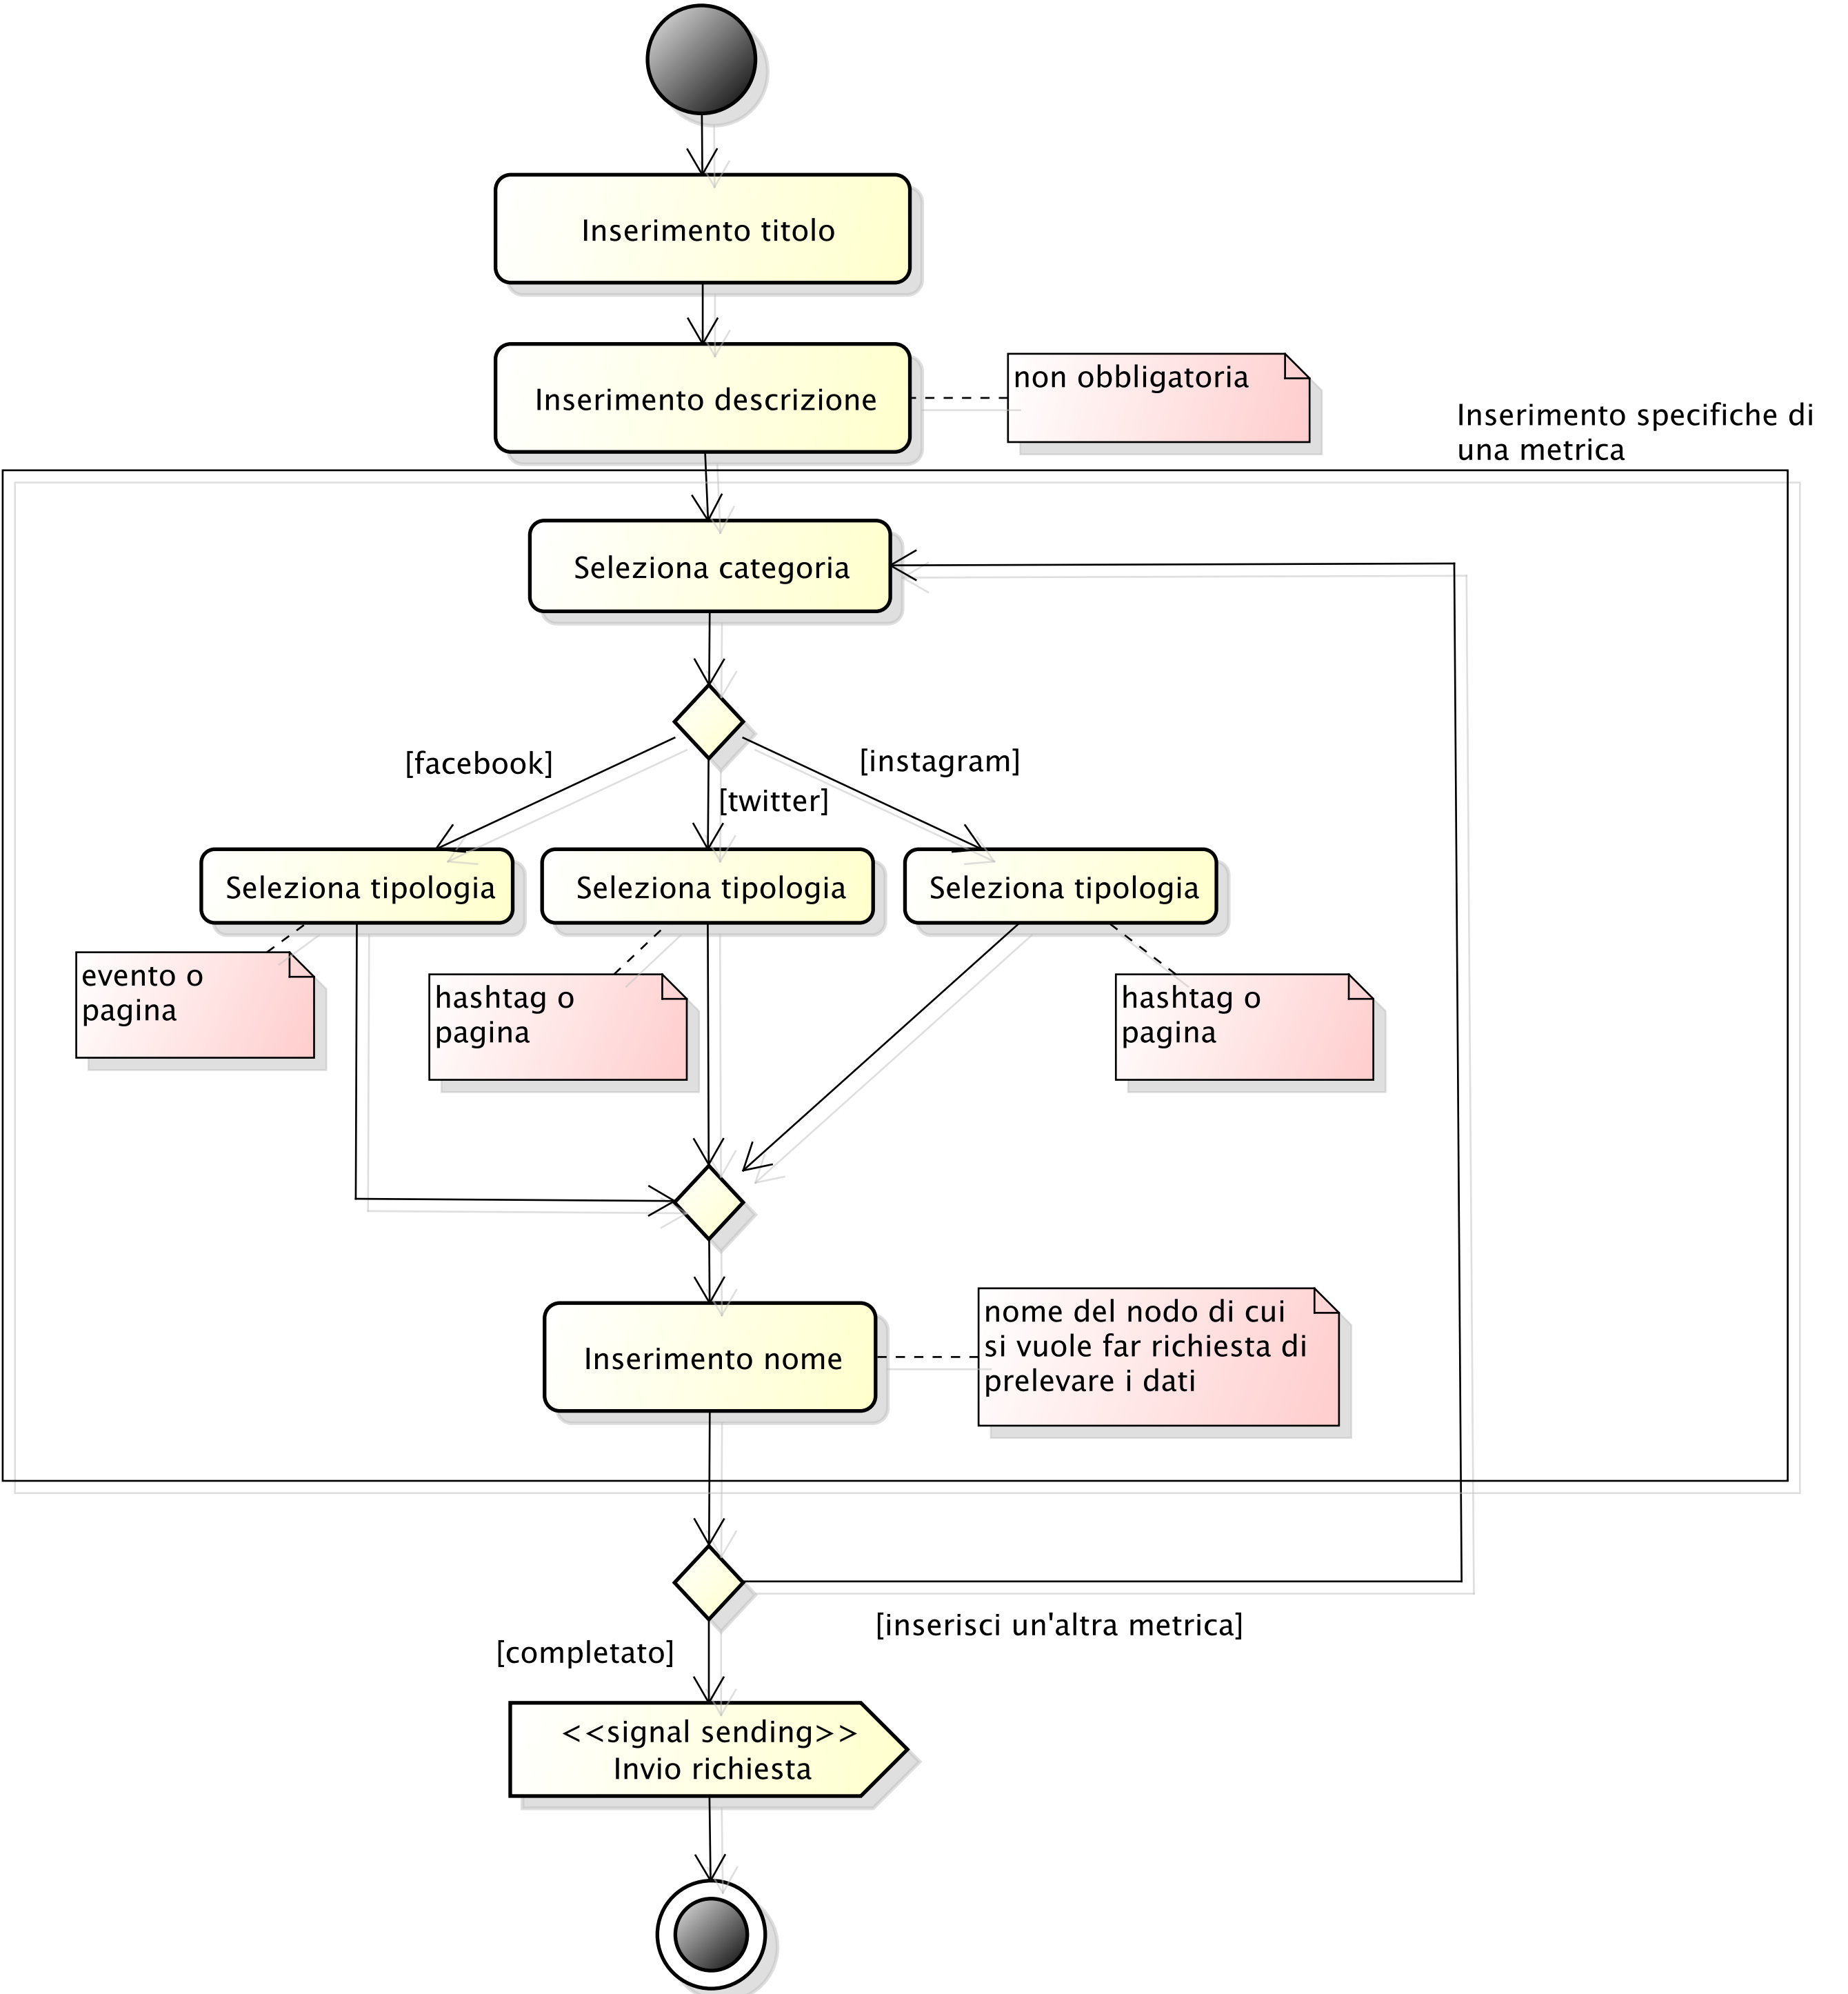 Inserimento titolo
Inserimento descrizione
non obbligatoria
Inserimento specifiche di
una metrica
Seleziona categoria
[facebook]
[twitter]
[instagram]
Seleziona tipologia
Seleziona tipologia
Seleziona tipologia
evento o
pagina
hashtag o
pagina
hashtag o
pagina
Inserimento nome
nome del nodo di cui
si vuole far richiesta di
prelevare i dati
[inserisci un'altra metrica]
[completato]
<<signal sending>>
Invio richiesta